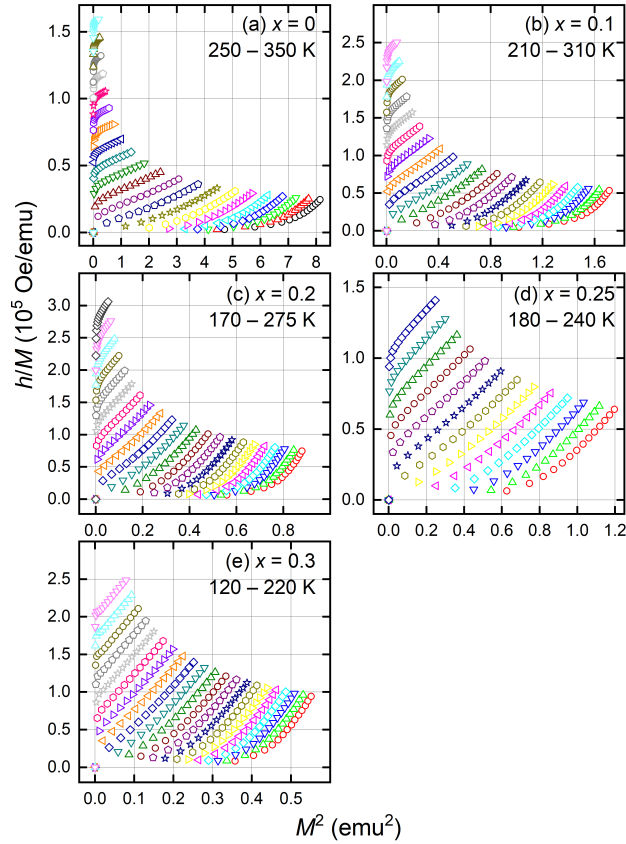 (a) x = 0
250 – 350 K
1.5
1.0
0.5
0.0
0 1 2 3 4 5 6 7 8
(b) x = 0.1
210 – 310 K
2.5
2.0
1.5
1.0
0.5
0.0
0.0 0.4 0.8 1.2 1.6
(c) x = 0.2
170 – 275 K
3.0
2.5
2.0
1.5
1.0
0.5
0.0
0.0 0.2 0.4 0.6 0.8
(d) x = 0.25
180 – 240 K
1.5
1.0
0.5
0.0
0.0 0.2 0.4 0.6 0.8 1.0 1.2
(e) x = 0.3
120 – 220 K
2.5
2.0
1.5
1.0
0.5
0.0
0.0 0.1 0.2 0.3 0.4 0.5
h/M (10⁵ Oe/emu)
M² (emu²)